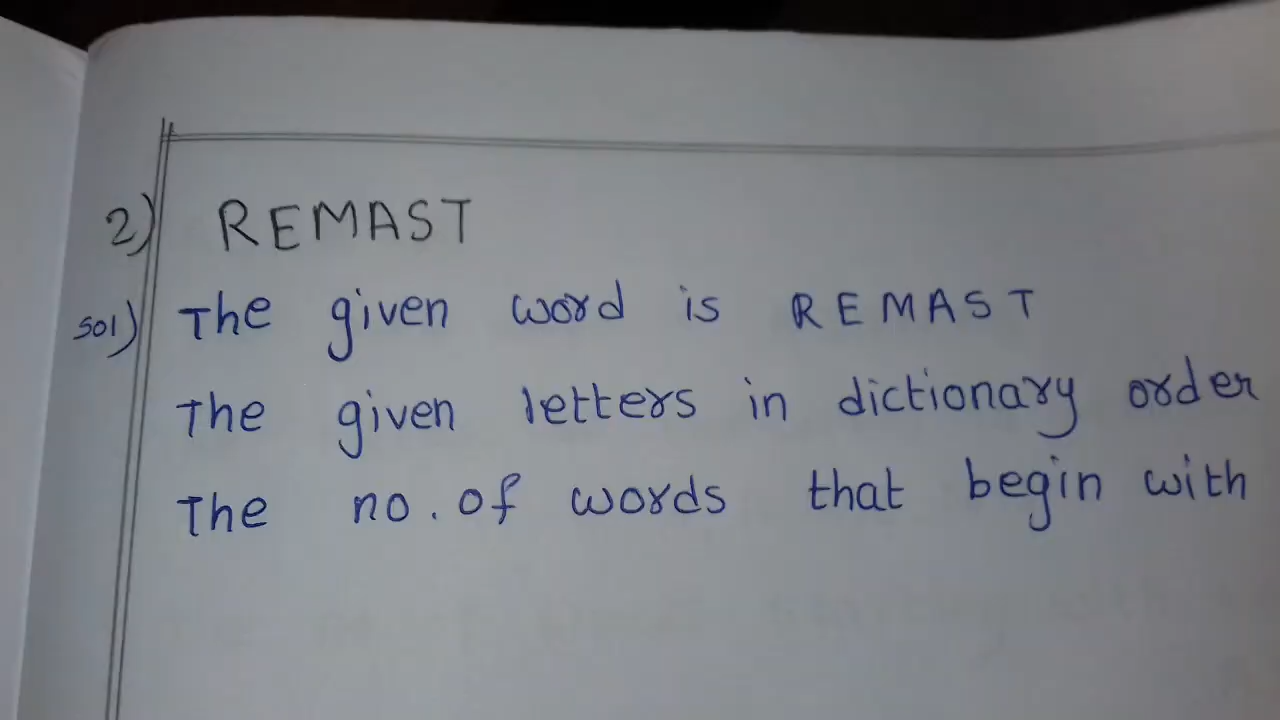 2) REMAST
sol) The given word is REMAST
The given letters in dictionary order
The no. of words that begin with